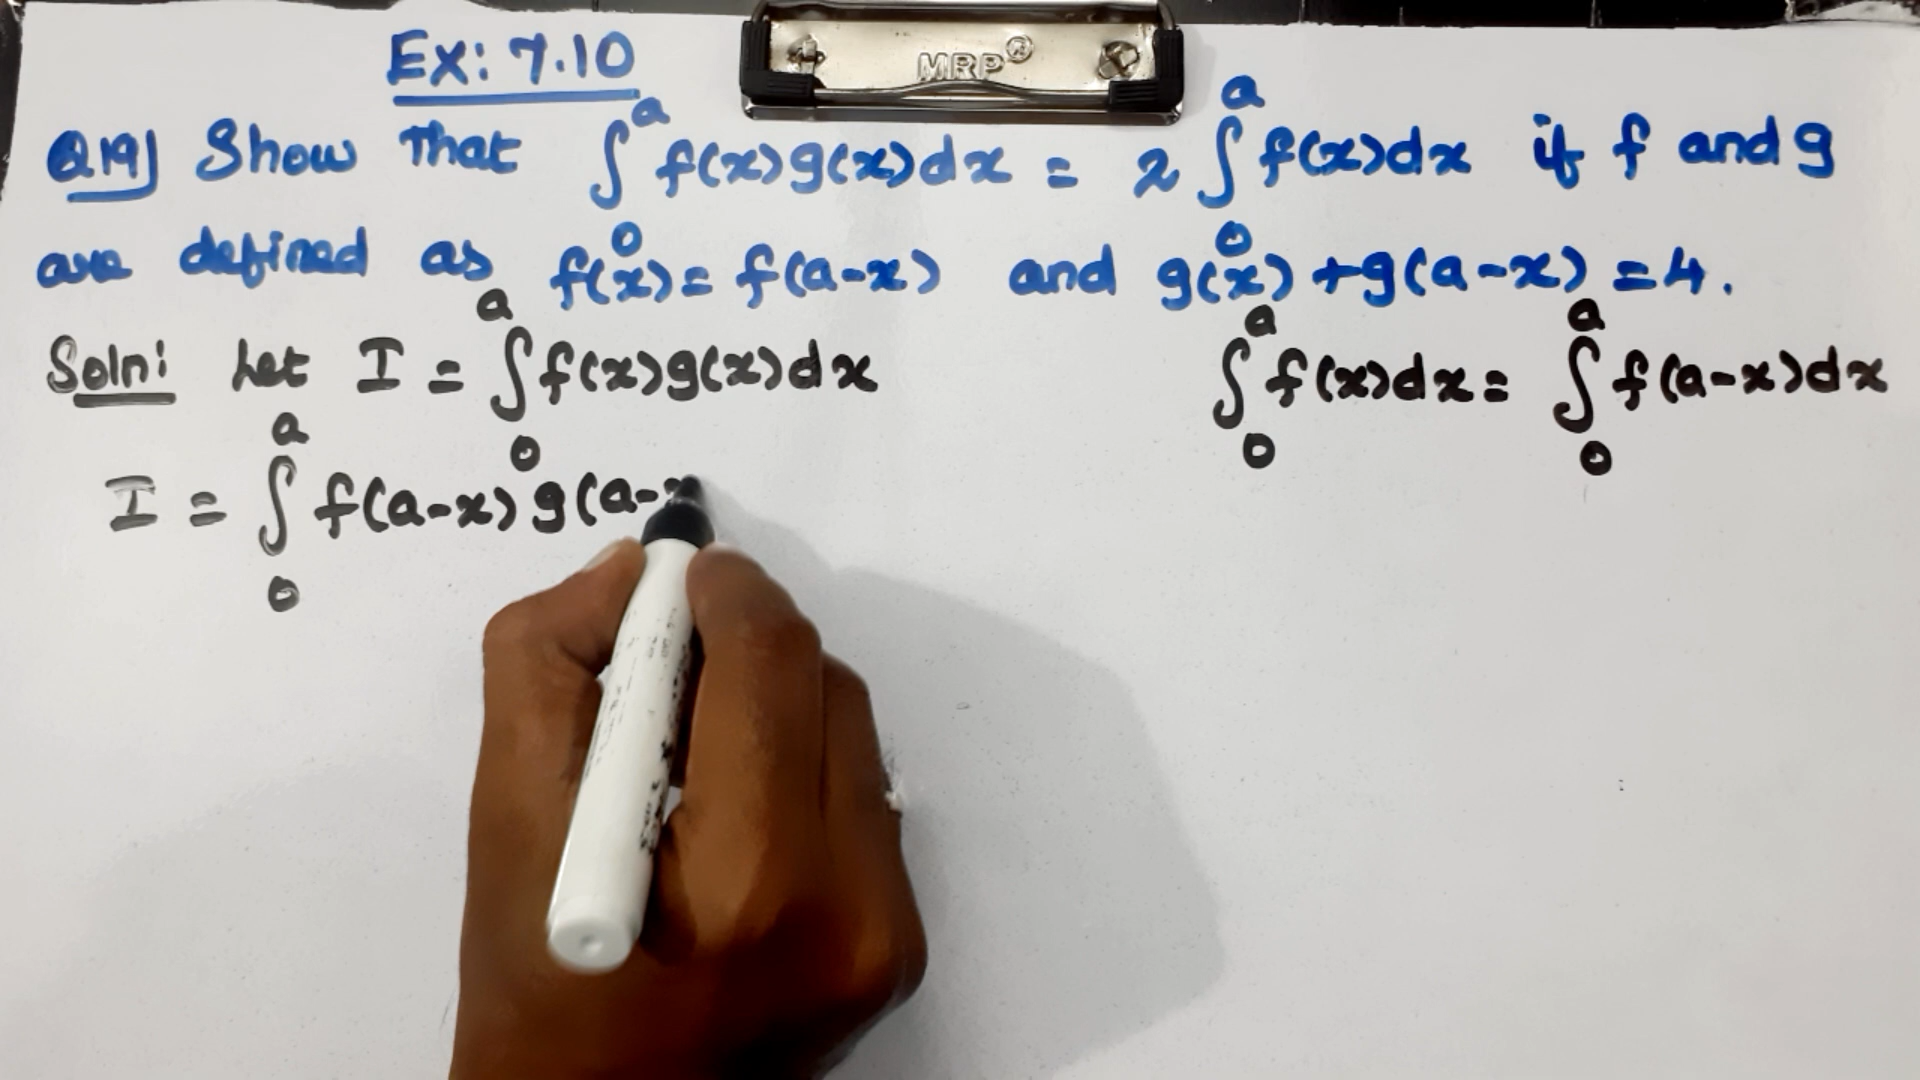 Ex: 7.10
MRP®
Q19) Show that ∫₀ᵃ f(x)g(x)dx = 2 ∫₀ᵃ f(x)dx if f and g
are defined as f(x) = f(a-x) and g(x) + g(a-x) = 4.
Soln: Let I = ∫₀ᵃ f(x)g(x)dx
∫₀ᵃ f(x)dx = ∫₀ᵃ f(a-x)dx
I = ∫₀ᵃ f(a-x) g(a-x